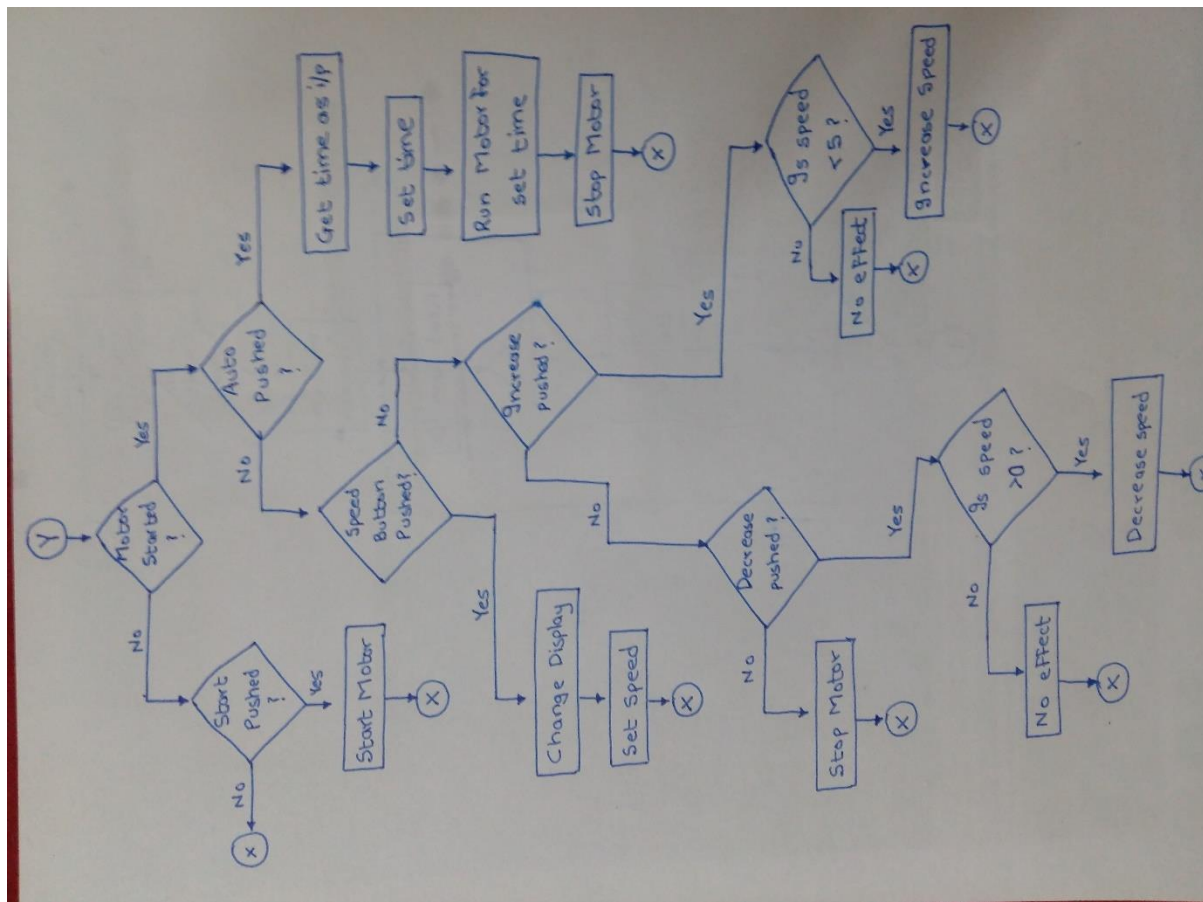 Y
Motor
Started
?
No
Yes
Start
Pushed
?
No
X
Yes
Start Motor
X
Auto
Pushed
?
Yes
Get time as i/p
Set time
Run Motor For
set time
Stop Motor
X
No
Speed
Button
Pushed?
Yes
Change Display
Set Speed
X
No
Increase
pushed?
Yes
Is speed
<5?
No
No effect
X
Yes
Increase Speed
X
No
Decrease
pushed?
No
Stop Motor
X
Yes
Is speed
>0?
No
No effect
X
Yes
Decrease speed
X